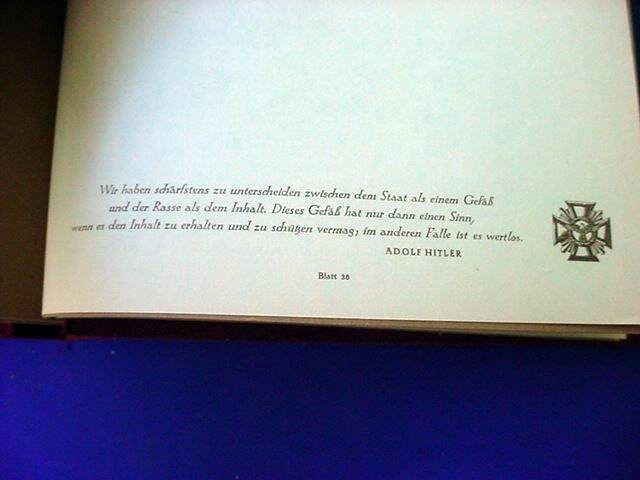 Wir haben schärfstens zu unterscheiden zwischen dem Staat als einem Gefäß
und der Rasse als dem Inhalt. Dieses Gefäß hat nur dann einen Sinn,
wenn es den Inhalt zu erhalten und zu schützen vermag; im anderen Falle ist es wertlos.
ADOLF HITLER
Blatt 38